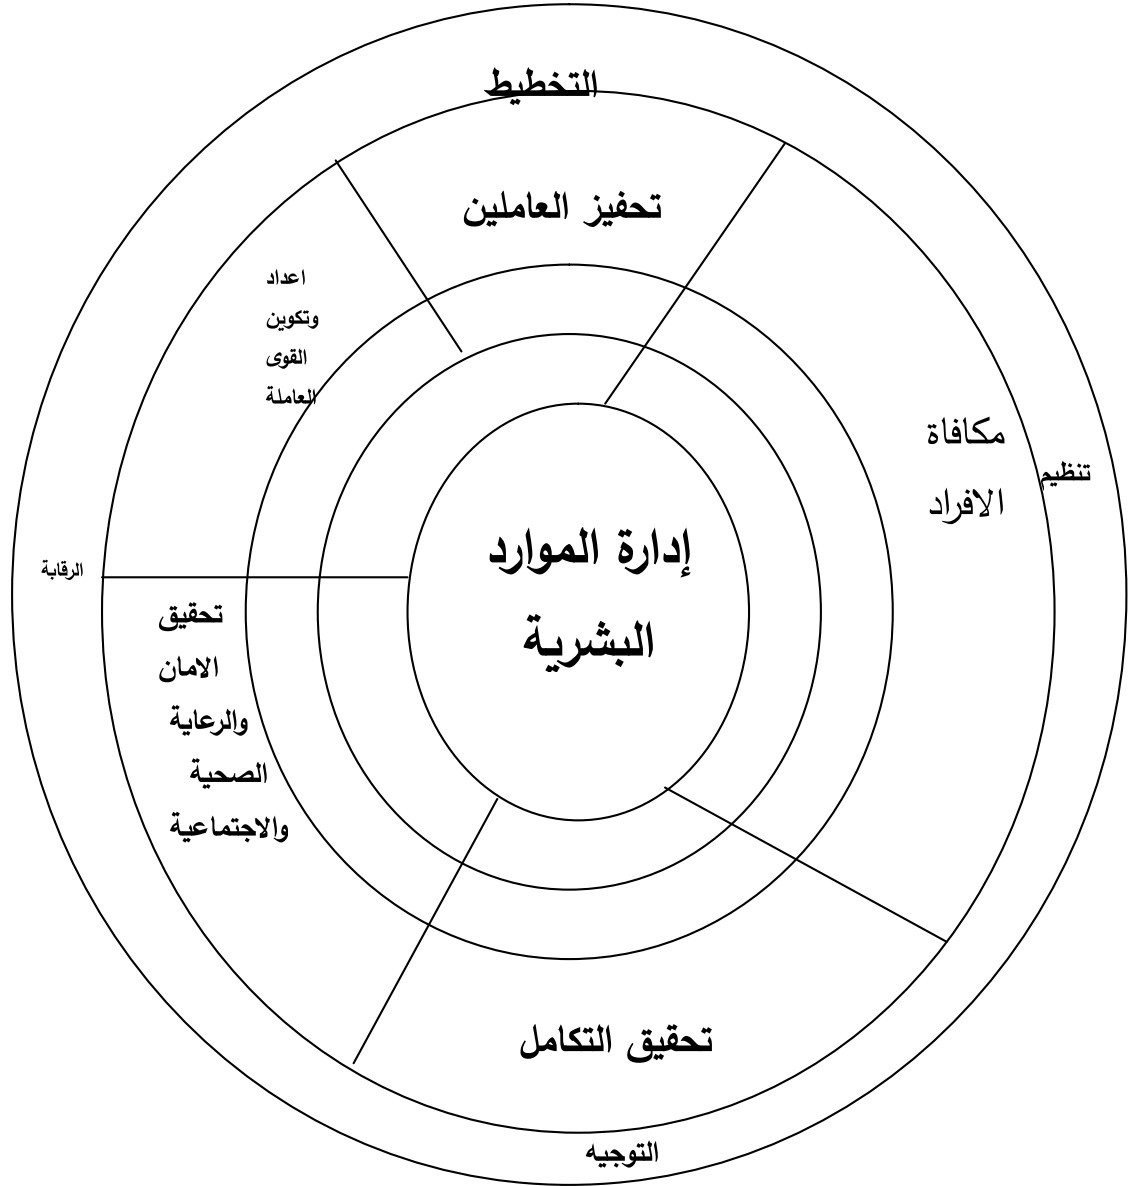 التخطيط
تحفيز العاملين
اعداد
وتكوين
القوى
العاملة
مكافاة
الافراد
تنظيم
إدارة الموارد
البشرية
الرقابة
تحقيق
الامان
والرعاية
الصحية
والاجتماعية
تحقيق التكامل
التوجيه